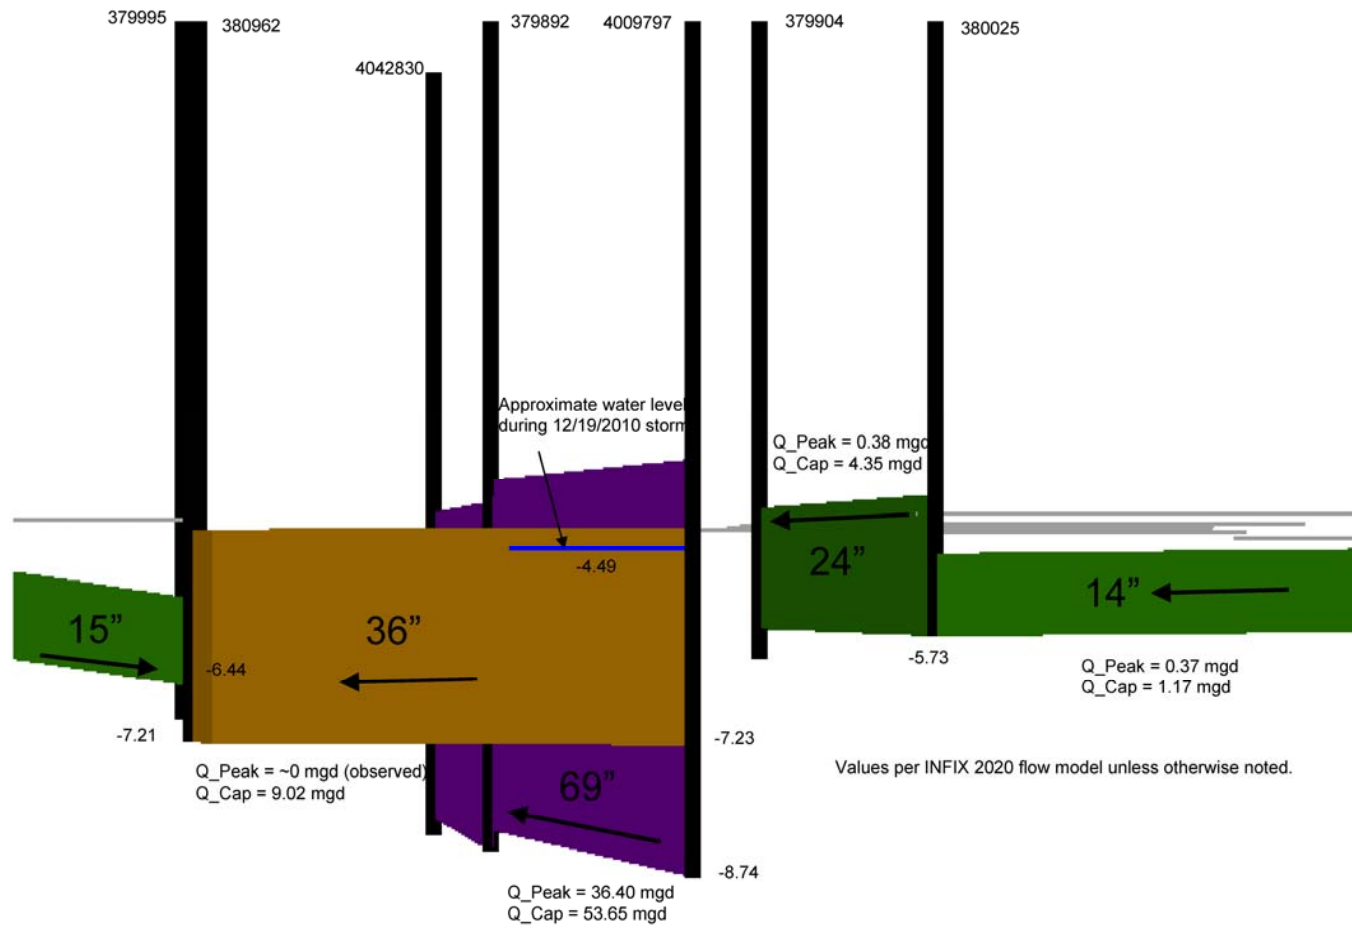 379995
380962
379892
4009797
379904
380025
4042830
Approximate water level
during 12/19/2010 storm
Q_Peak = 0.38 mgd
Q_Cap = 4.35 mgd
-4.49
24”
14”
15”
36”
-6.44
-5.73
Q_Peak = 0.37 mgd
Q_Cap = 1.17 mgd
-7.21
-7.23
Q_Peak = ~0 mgd (observed)
Q_Cap = 9.02 mgd
Values per INFIX 2020 flow model unless otherwise noted.
69”
-8.74
Q_Peak = 36.40 mgd
Q_Cap = 53.65 mgd